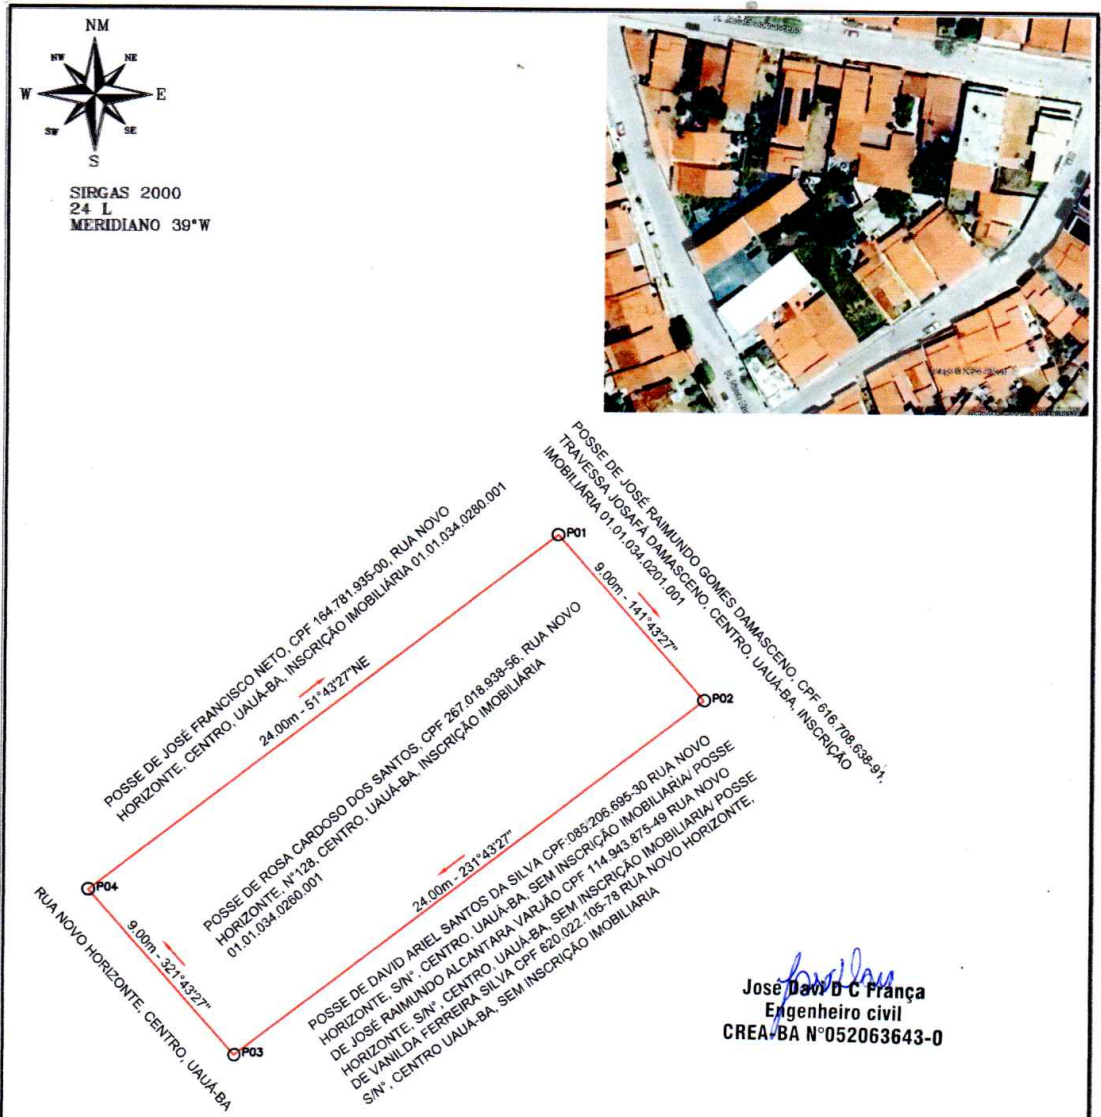 NM
NW
NE
W
E
SW
SE
S
SIRGAS 2000
24 L
MERIDIANO 39°W
POSSE DE JOSÉ FRANCISCO NETO, CPF 164.781.935-00, RUA NOVO
HORIZONTE, CENTRO, UAUÁ-BA, INSCRIÇÃO IMOBILIÁRIA 01.01.034.0280.001
24.00m - 51°43'27"NE
P01
POSSE DE JOSÉ RAIMUNDO GOMES DAMASCENO, CPF 616.708.638-91,
TRAVESSA JOSAFÁ DAMASCENO, CENTRO, UAUÁ-BA, INSCRIÇÃO
IMOBILIÁRIA 01.01.034.0201.001
9.00m - 141°43'27"
P02
POSSE DE ROSA CARDOSO DOS SANTOS, CPF 267.018.938-56, RUA NOVO
HORIZONTE, N°128, CENTRO, UAUÁ-BA, INSCRIÇÃO IMOBILIÁRIA
01.01.034.0260.001
24.00m - 231°43'27"
P04
9.00m - 321°43'27"
RUA NOVO HORIZONTE, CENTRO, UAUÁ-BA
P03
POSSE DE DAVID ARIEL SANTOS DA SILVA CPF:085.206.695-30 RUA NOVO
HORIZONTE, S/N°, CENTRO, UAUÁ-BA, SEM INSCRIÇÃO IMOBILIARIA/ POSSE
DE JOSÉ RAIMUNDO ALCANTARA VARJÃO CPF 114.943.875-49 RUA NOVO
HORIZONTE, S/N°, CENTRO, UAUÁ-BA, SEM INSCRIÇÃO IMOBILIARIA/ POSSE
DE VANILDA FERREIRA SILVA CPF 620.022.105-78 RUA NOVO HORIZONTE,
S/N°, CENTRO UAUÁ-BA, SEM INSCRIÇÃO IMOBILIARIA
José Davi D C França
Engenheiro civil
CREA-BA N°052063643-0